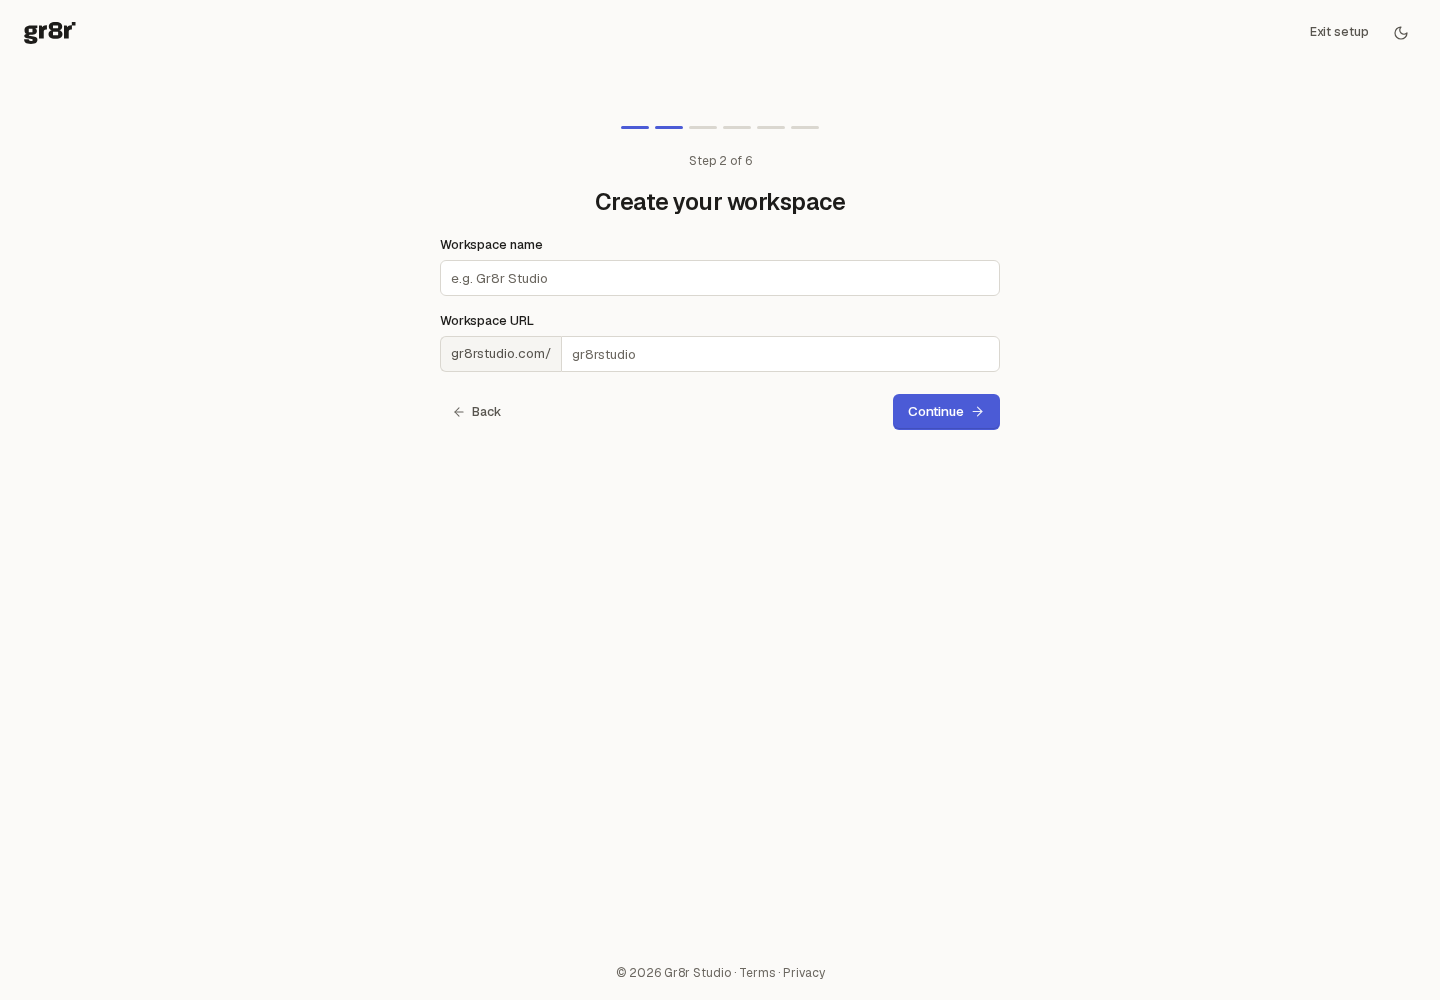 gr8r
Exit setup
Step 2 of 6
Create your workspace
Workspace name
e.g. Gr8r Studio
Workspace URL
gr8rstudio.com/ gr8rstudio
Back
Continue
© 2026 Gr8r Studio · Terms · Privacy